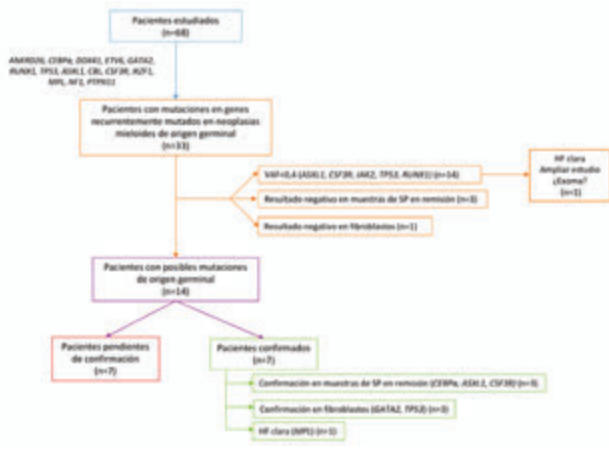 Pacientes estudiados
(n=68)
ANKRD26, CEBPα, DDX41, ETV6, GATA2,
RUNX1, TP53, ASXL1, CBL, CSF3R, IKZF1,
MPL, NF1, PTPN11
Pacientes con mutaciones en genes
recurrentemente mutados en neoplasias
mieloides de origen germinal
(n=33)
VAF<0,4 (ASXL1, CSF3R, JAK2, TP53, RUNX1) (n=14)
HF clara
Ampliar estudio
¿Exoma?
(n=1)
Resultado negativo en muestras de SP en remisión (n=3)
Resultado negativo en fibroblastos (n=1)
Pacientes con posibles mutaciones
de origen germinal
(n=14)
Pacientes pendientes
de confirmación
(n=7)
Pacientes confirmados
(n=7)
Confirmación en muestras de SP en remisión (CEBPα, ASXL1, CSF3R) (n=3)
Confirmación en fibroblastos (GATA2, TP53) (n=3)
HF clara (n=1)